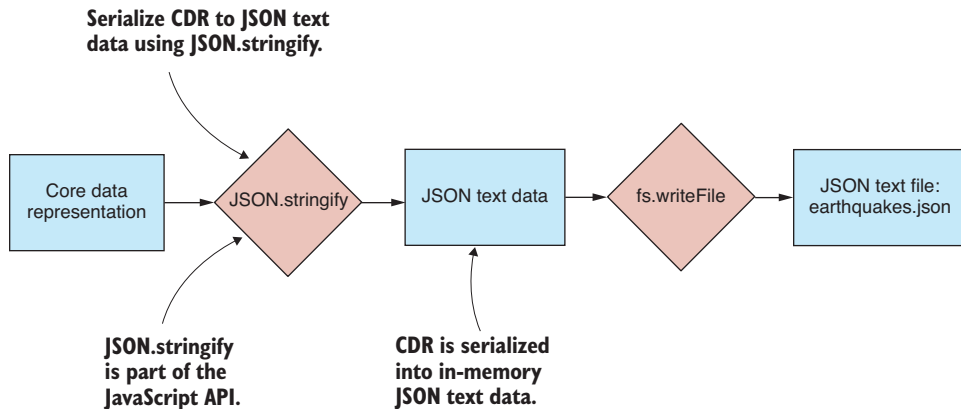 Serialize CDR to JSON text
data using JSON.stringify.
Core data
representation
JSON.stringify
JSON text data
fs.writeFile
JSON text file:
earthquakes.json
JSON.stringify
is part of the
JavaScript API.
CDR is serialized
into in-memory
JSON text data.